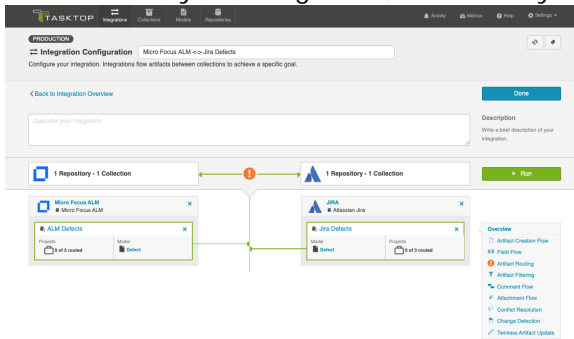 TASKTOP
Integrations
Collections
Models
Repositories
Activity
Metrics
Help
Settings
PRODUCTION
Integration Configuration
Micro Focus ALM <-> Jira Defects
Configure your integration. Integrations flow artifacts between collections to achieve a specific goal.
Back to Integration Overview
Done
Describe your integration
Description
Write a brief description of your
integration.
1 Repository - 1 Collection
1 Repository - 1 Collection
Run
Micro Focus ALM
Micro Focus ALM
JIRA
Atlassian Jira
ALM Defects
Projects
0 of 2 routed
Model
Defect
Jira Defects
Model
Defect
Projects
0 of 3 routed
Overview
Artifact Creation Flow
Field Flow
Artifact Routing
Artifact Filtering
Comment Flow
Attachment Flow
Conflict Resolution
Change Detection
Twinless Artifact Update